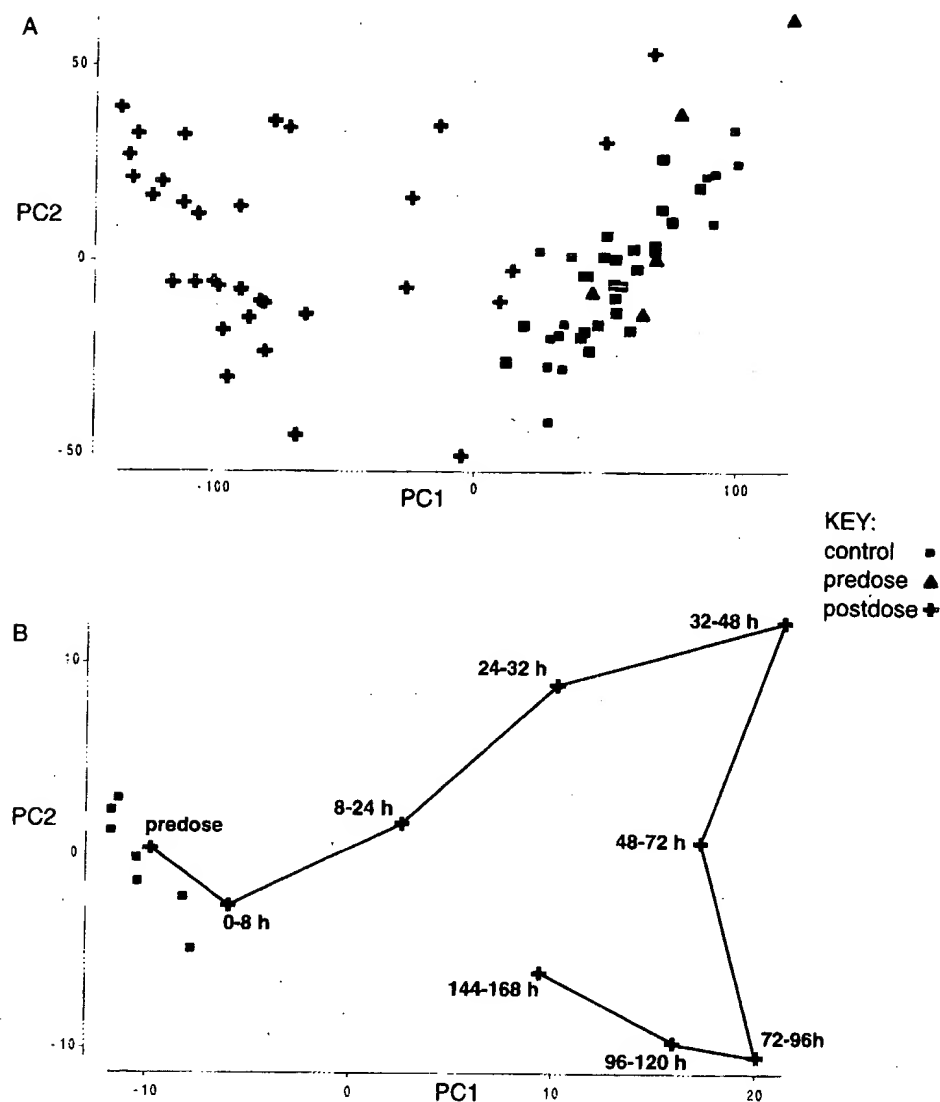 A
50
PC2
0
-50
-100
0
100
PC1
KEY:
control
predose
postdose
B
32-48 h
10
24-32 h
8-24 h
PC2
predose
0
48-72 h
0-8 h
144-168 h
72-96h
-10
96-120 h
-10
0
PC1
10
20